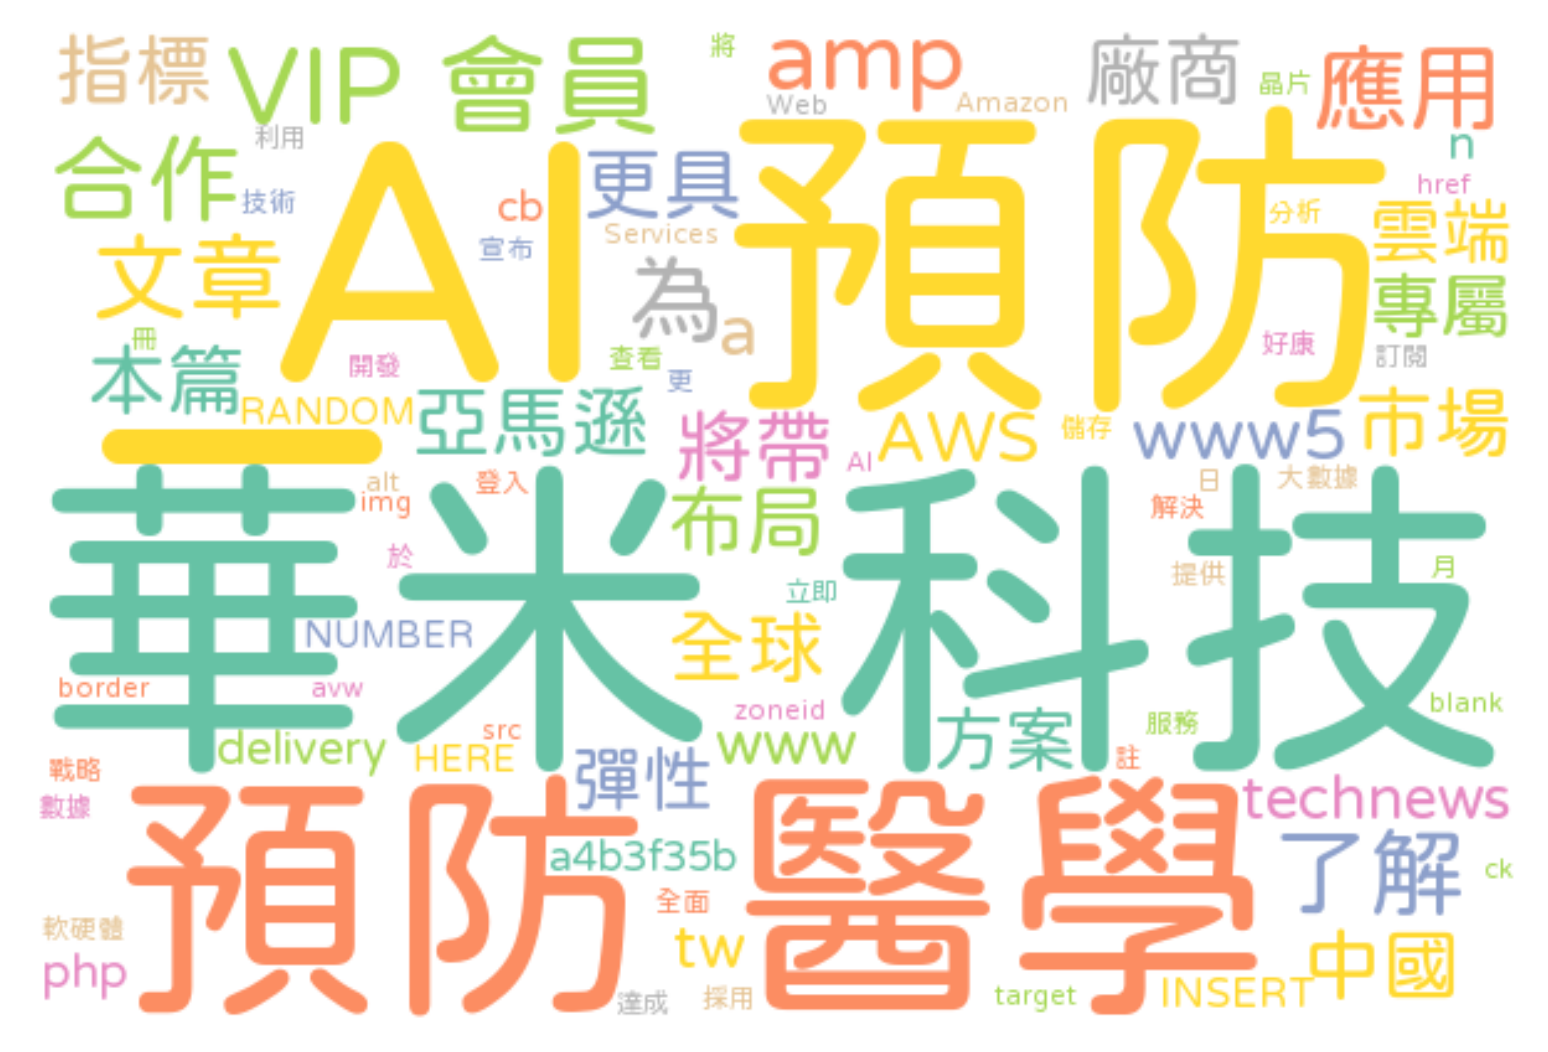 指標
VIP 會員
將
amp
廠商
晶片
應用
Web
Amazon
利用
n
合作
AI 預防
更具
href
技術
cb
分析
雲端
文章
宣布
Services
為
a
專屬
冊
本篇
開發
查看
更
好康
訂閱
RANDOM
亞馬遜
將帶
AWS
儲存
www5
市場
一
alt
img
登入
AI
布局
日
大數據
解決
華米科技
於
立即
提供
月
NUMBER
全球
border
avw
zoneid
blank
src
delivery
HERE
www
方案
服務
註
戰略
數據
彈性
technews
預防醫學
a4b3f35b
了解
ck
全面
軟硬體
php
tw
中國
達成
採用
target
INSERT